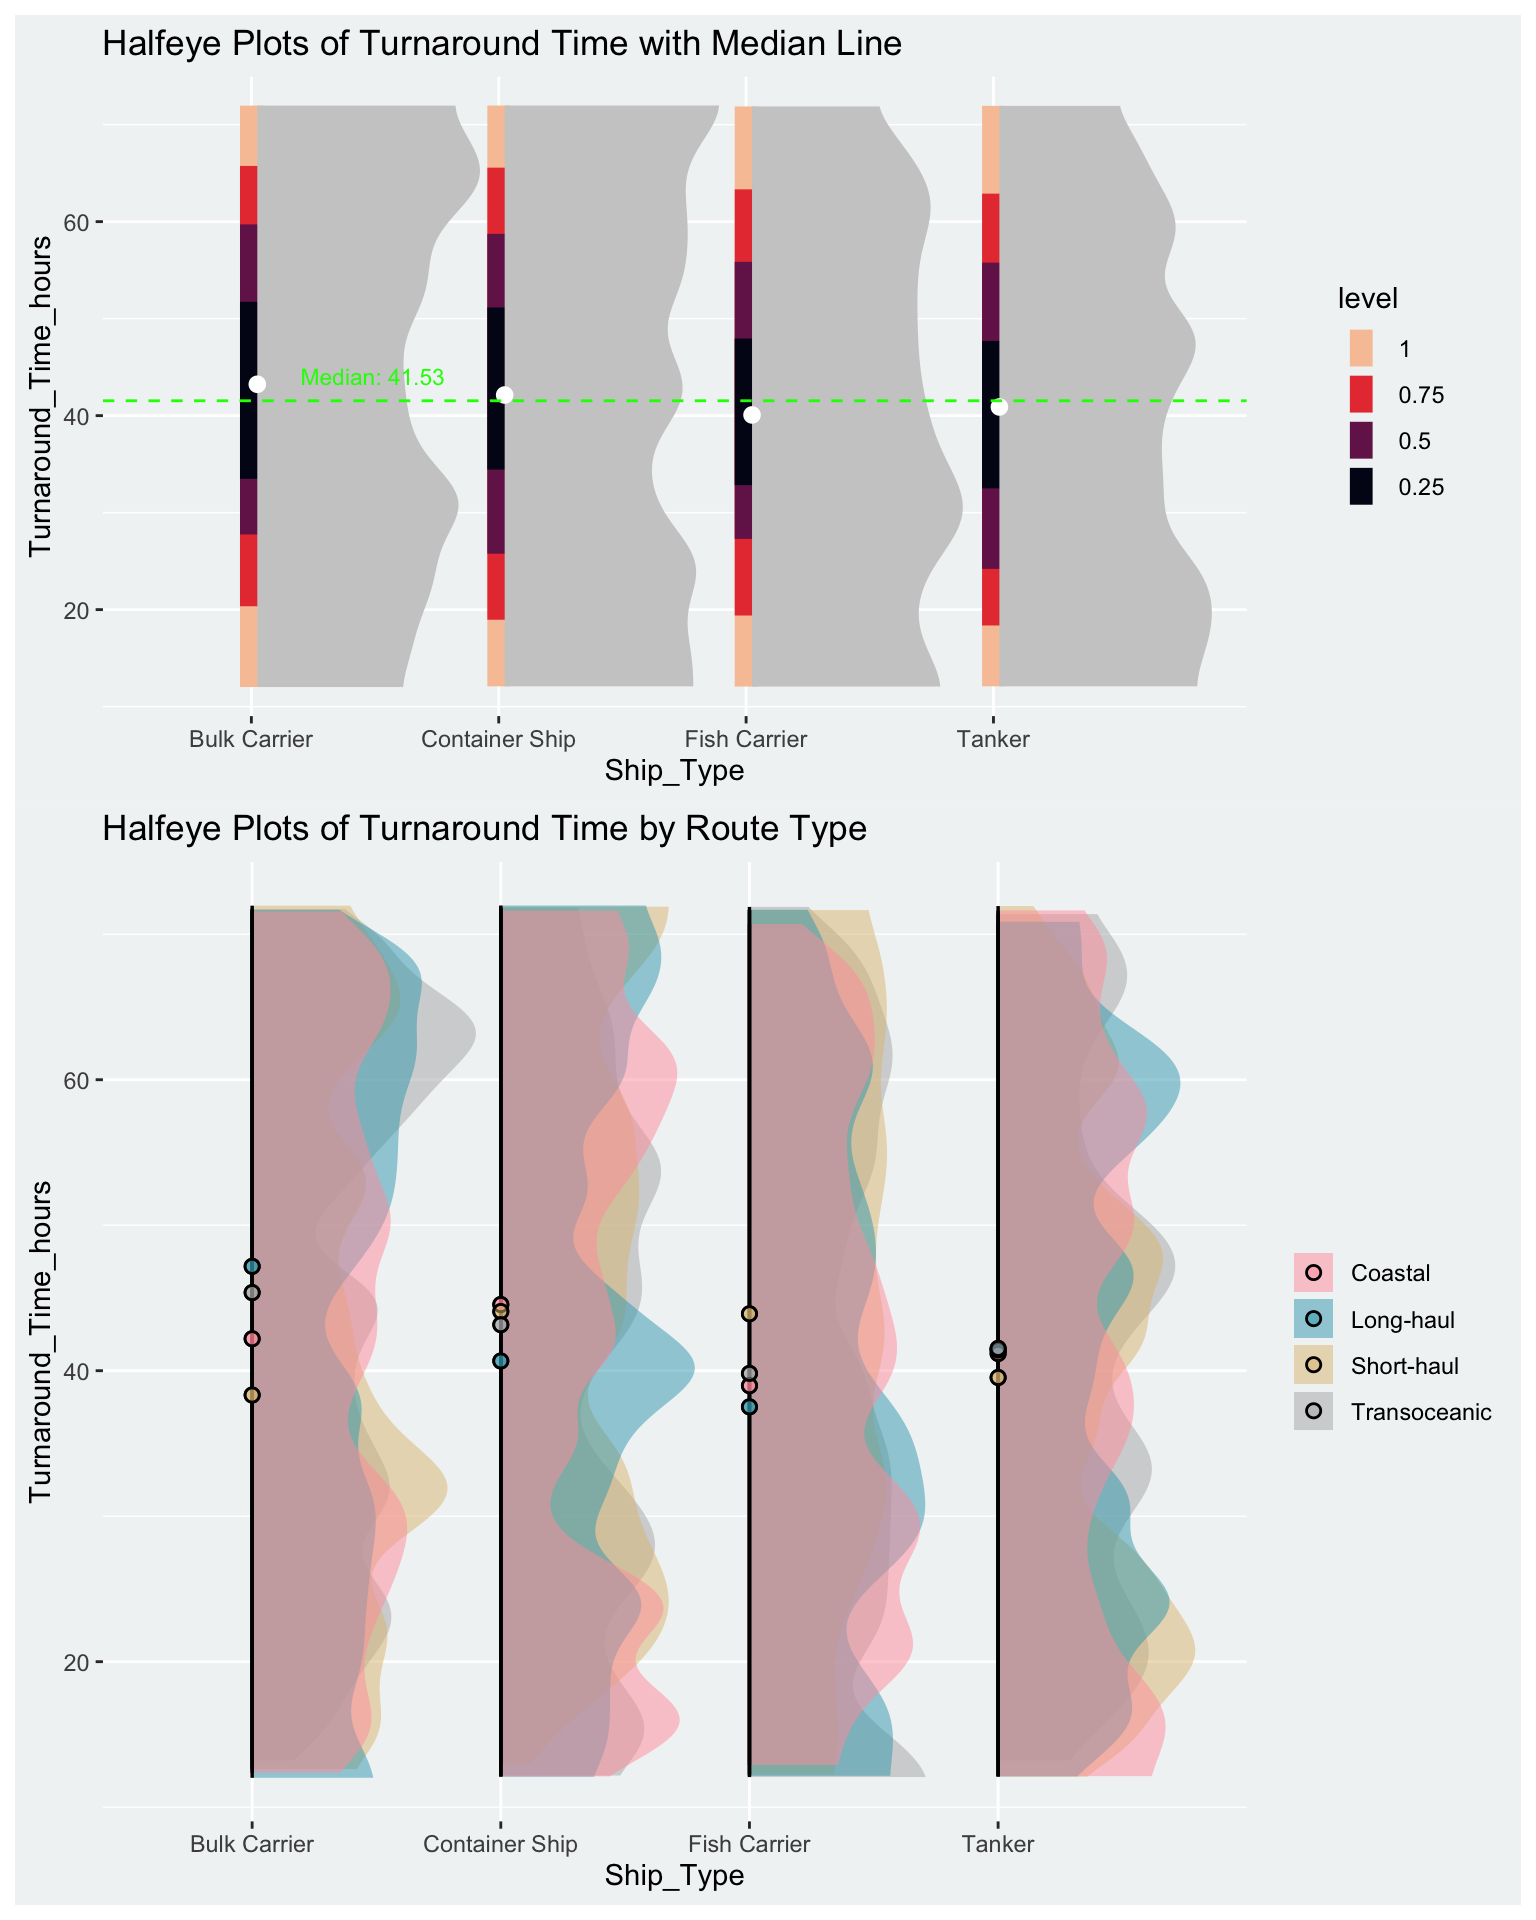 Halfeye Plots of Turnaround Time with Median Line
Turnaround_Time_hours
60
40
20
Median: 41.53
Bulk Carrier
Container Ship
Fish Carrier
Tanker
Ship_Type
level
1
0.75
0.5
0.25
Halfeye Plots of Turnaround Time by Route Type
Turnaround_Time_hours
60
40
20
Bulk Carrier
Container Ship
Fish Carrier
Tanker
Ship_Type
Coastal
Long-haul
Short-haul
Transoceanic